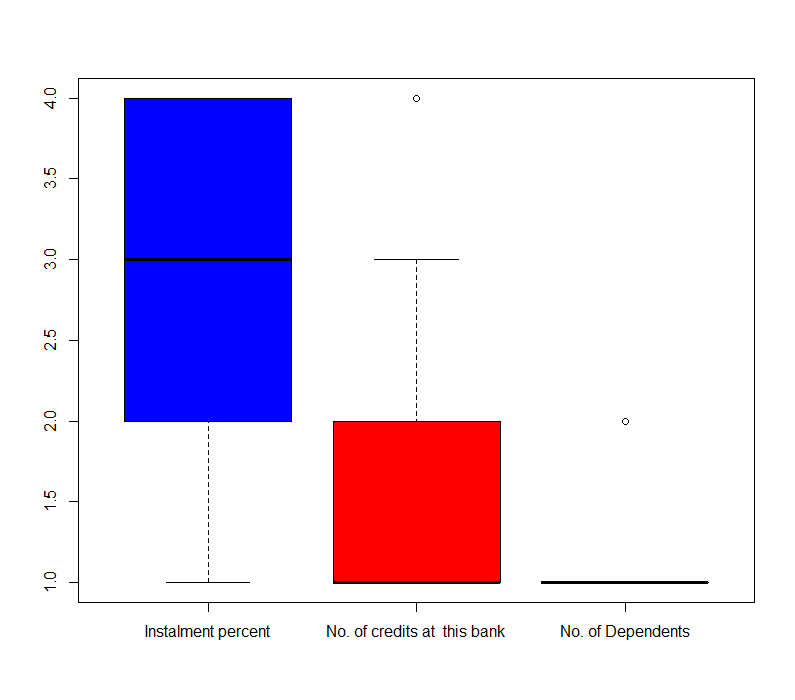 4.0
3.5
3.0
2.5
2.0
1.5
1.0
Instalment percent
No. of credits at  this bank
No. of Dependents